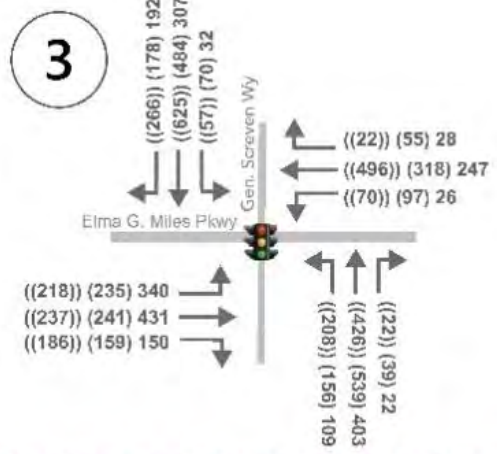 3
((266)) (178) 192
((625)) (484) 307
((57)) (70) 32
Gen. Screven Wy
((22)) (55) 28
((496)) (318) 247
((70)) (97) 26
Elma G. Miles Pkwy
((218)) (235) 340
((237)) (241) 431
((186)) (159) 150
((208)) (156) 109
((426)) (539) 403
((22)) (39) 22